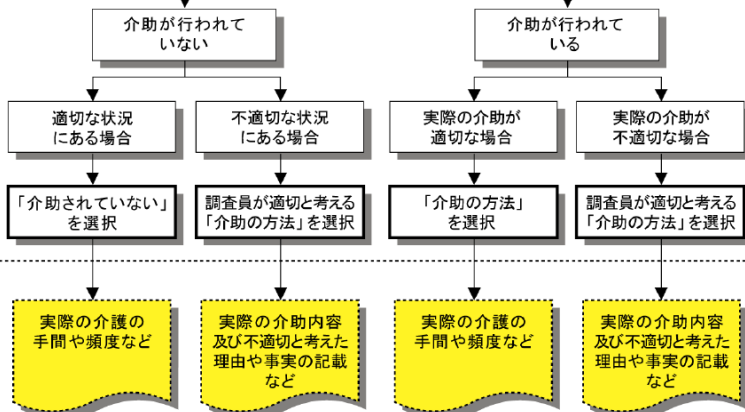 介助が行われて
いない
介助が行われて
いる
適切な状況
にある場合
不適切な状況
にある場合
実際の介助が
適切な場合
実際の介助が
不適切な場合
「介助されていない」
を選択
調査員が適切と考える
「介助の方法」を選択
「介助の方法」
を選択
調査員が適切と考える
「介助の方法」を選択
実際の介護の
手間や頻度など
実際の介助内容
及び不適切と考えた
理由や事実の記載
など
実際の介護の
手間や頻度など
実際の介助内容
及び不適切と考えた
理由や事実の記載
など